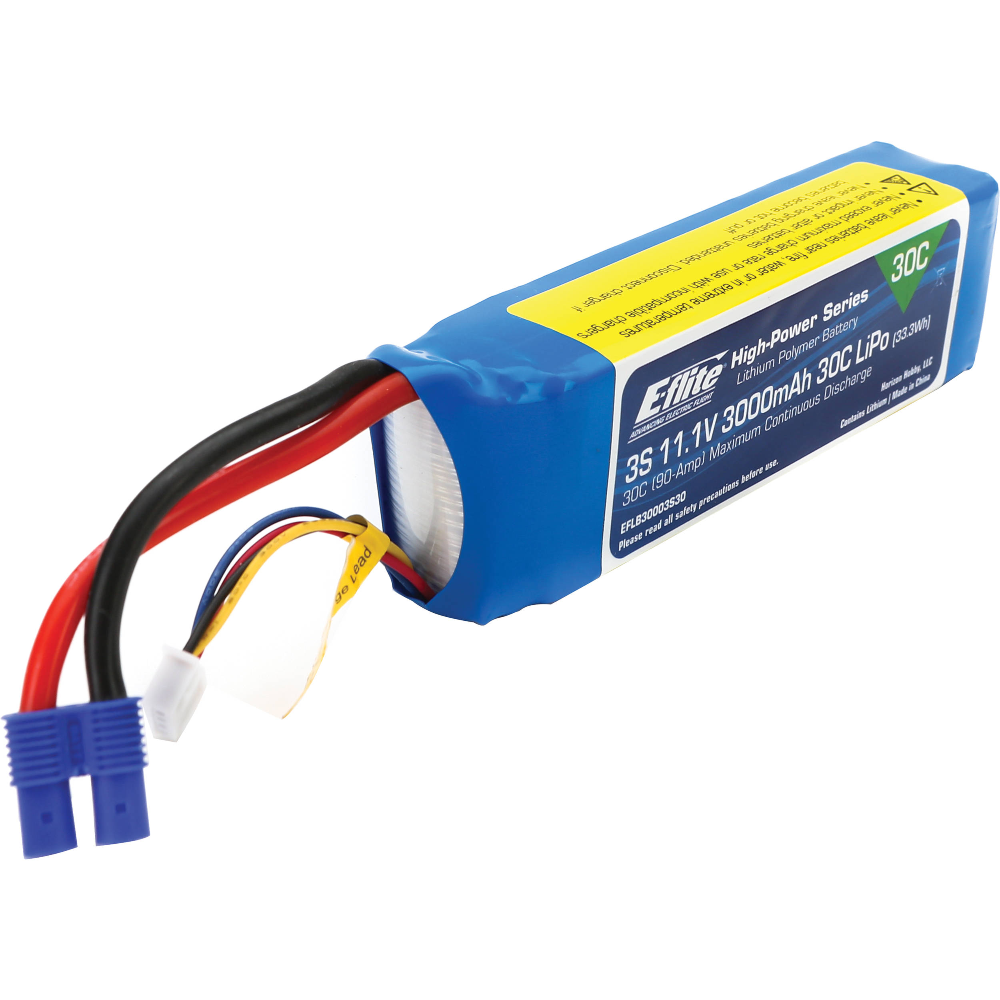 ⚠ ⚠
• Never leave batteries near fire, water or in extreme temperatures
• Never exceed maximum charge rate or use with incompatible chargers
• Never impact or alter batteries
• Never leave charging batteries unattended. Disconnect charger if
batteries become hot or puff
30C
E-flite®
ADVANCING ELECTRIC FLIGHT
High-Power Series
Lithium Polymer Battery
3S 11.1V 3000mAh 30C LiPo (33.3Wh)
30C (90-Amp) Maximum Continuous Discharge
EFLB30003S30
Please read all safety precautions before use.
Horizon Hobby, LLC
Contains Lithium | Made in China
Lead